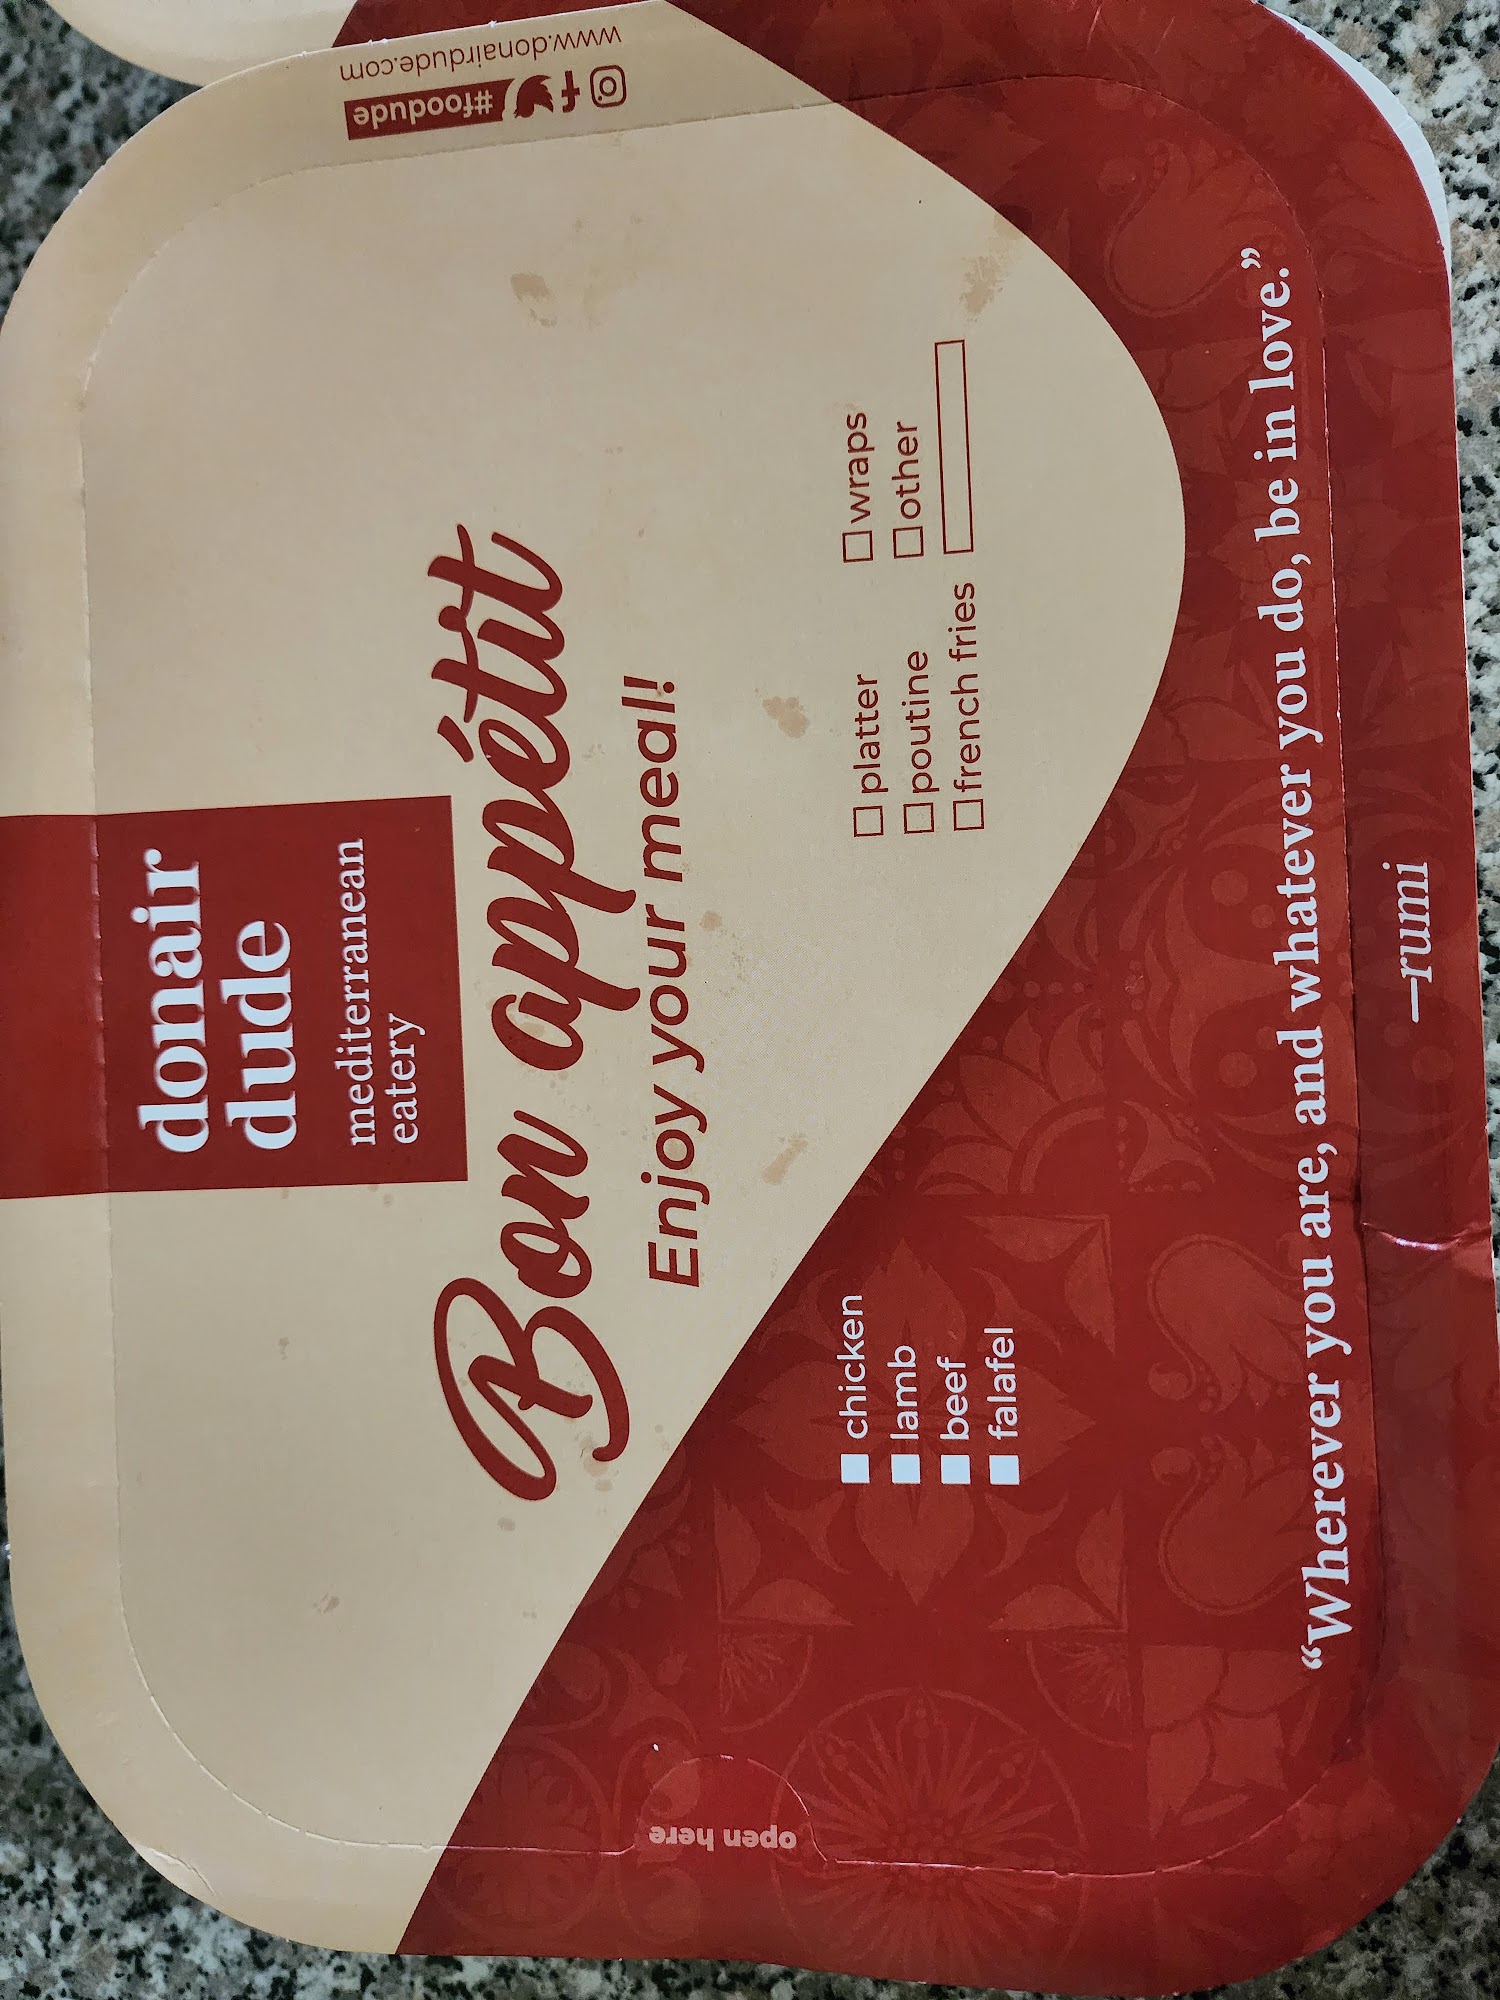 donair
dude
mediterranean
eatery
Bon appétit
Enjoy your meal!
chicken
lamb
beef
falafel
platter
poutine
french fries
wraps
other
“Wherever you are, and whatever you do, be in love.”
—rumi
open here
www.donairdude.com
#foodude